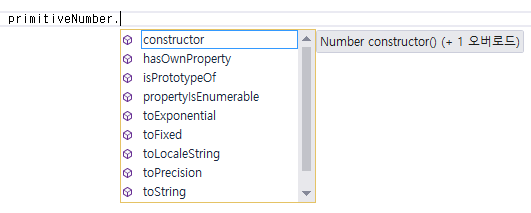 primitiveNumber.
constructor
Number constructor() (+ 1 오버로드)
hasOwnProperty
isPrototypeOf
propertyIsEnumerable
toExponential
toFixed
toLocaleString
toPrecision
toString